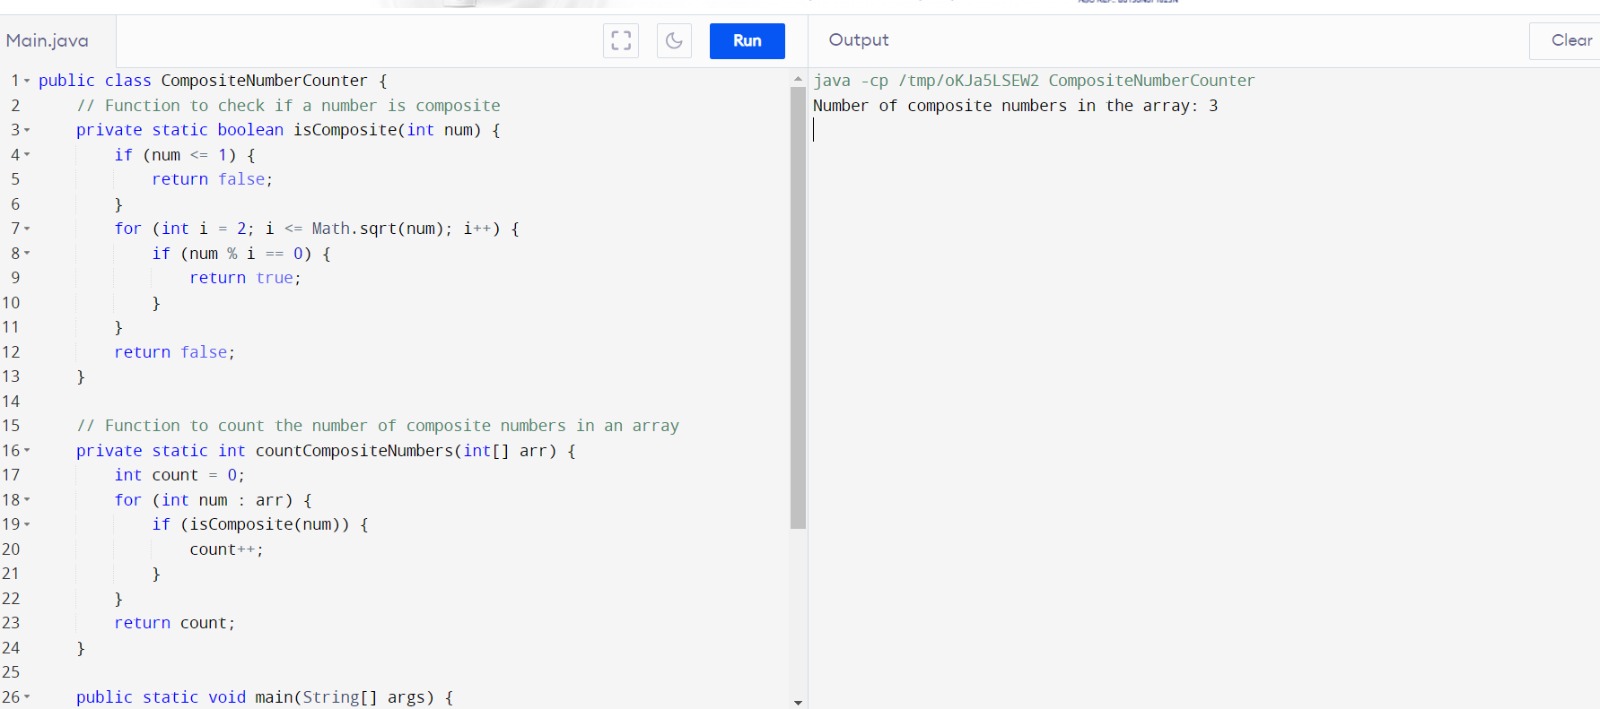 Main.java
Run
Output
Clear
1 public class CompositeNumberCounter {
2 // Function to check if a number is composite
3 private static boolean isComposite(int num) {
4 if (num <= 1) {
5 return false;
6 }
7 for (int i = 2; i <= Math.sqrt(num); i++) {
8 if (num % i == 0) {
9 return true;
10 }
11 }
12 return false;
13 }
14
15 // Function to count the number of composite numbers in an array
16 private static int countCompositeNumbers(int[] arr) {
17 int count = 0;
18 for (int num : arr) {
19 if (isComposite(num)) {
20 count++;
21 }
22 }
23 return count;
24 }
25
26 public static void main(String[] args) {
java -cp /tmp/oKJa5LSEW2 CompositeNumberCounter
Number of composite numbers in the array: 3